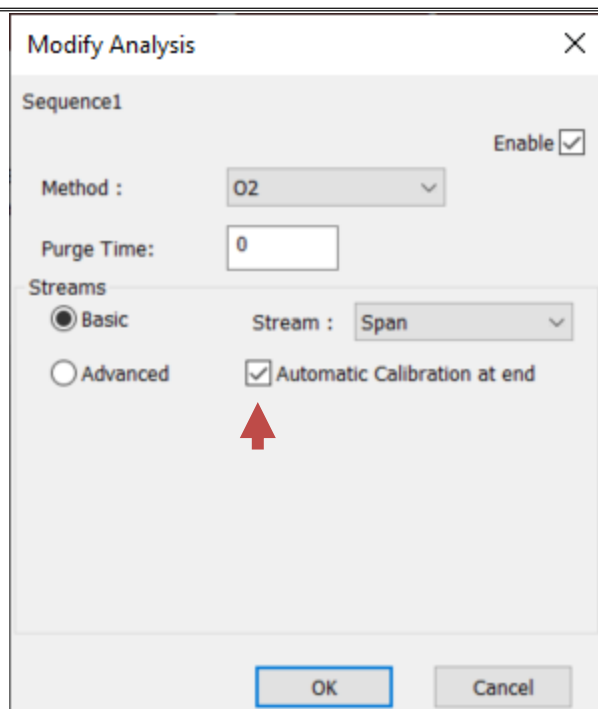 Modify Analysis
Sequence1
Enable
Method : O2
Purge Time: 0
Streams
Basic Stream : Span
Advanced Automatic Calibration at end
OK Cancel